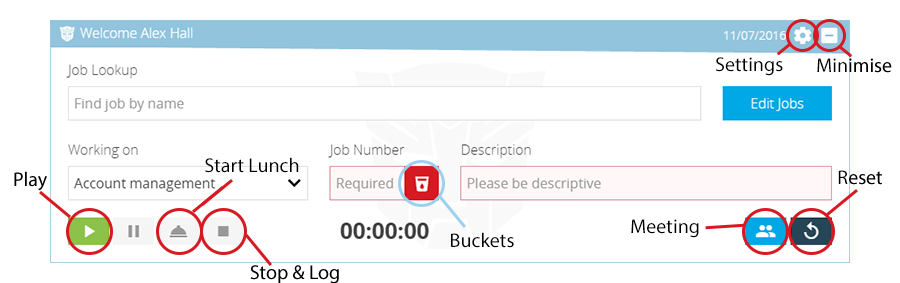 Welcome Alex Hall
11/07/2016
Settings
Minimise
Job Lookup
Find job by name
Edit Jobs
Working on
Job Number
Description
Start Lunch
Play
Account management
Required
Please be descriptive
Reset
00:00:00
Buckets
Meeting
Stop & Log